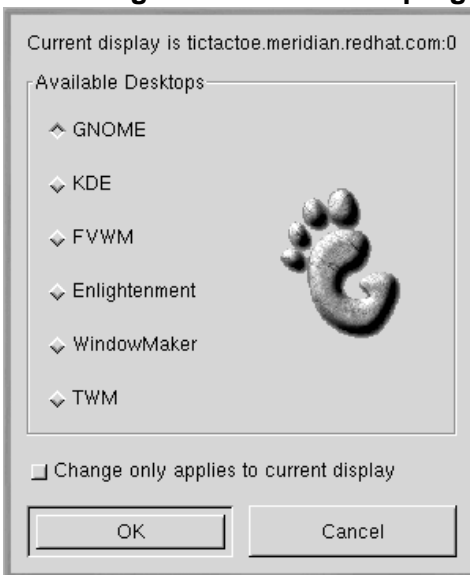 Current display is tictactoe.meridian.redhat.com:0
Available Desktops
GNOME
KDE
FVWM
Enlightenment
WindowMaker
TWM
Change only applies to current display
OK
Cancel